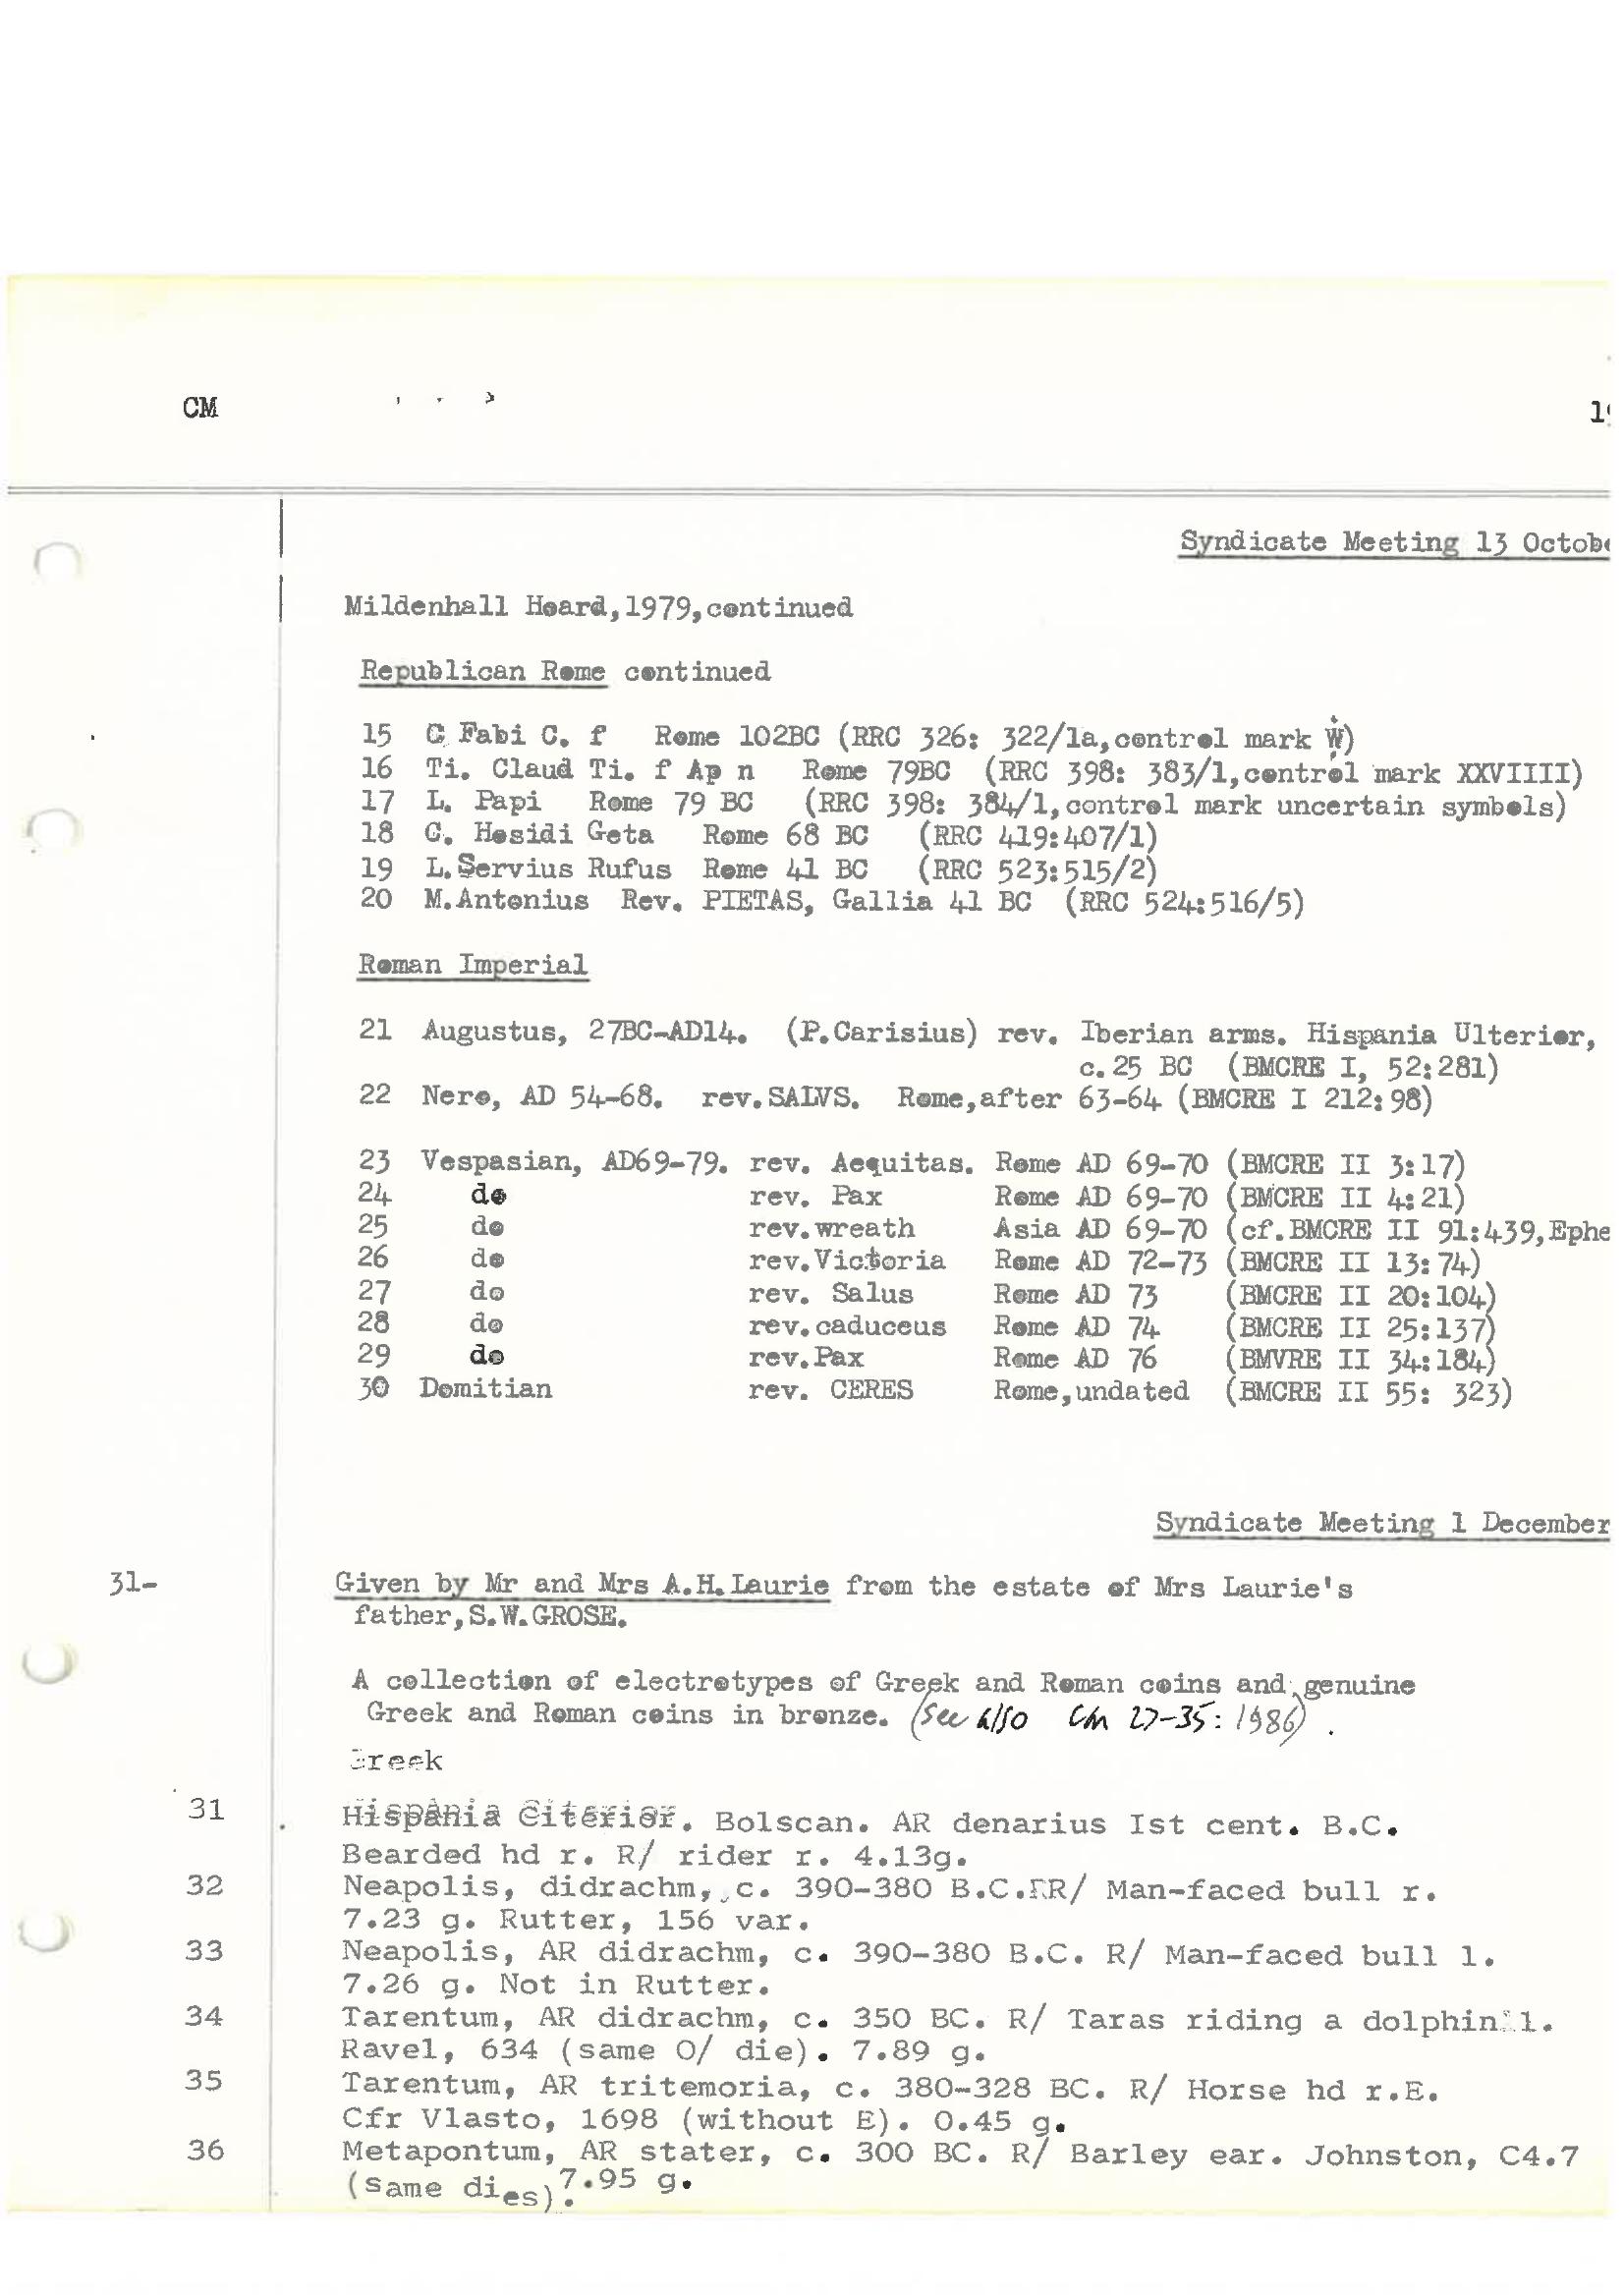 CM
Syndicate Meeting 13 Octobe
Mildenhall Hoard,1979,continued
Republican Rome continued
15 C. Fabi C. f Rome 102BC (RRC 326: 322/1a,control mark Ẉ̇)
16 Ti. Claud Ti. f Ap n Rome 79BC (RRC 398: 383/1,control mark XXVIIII)
17 L. Papi Rome 79 BC (RRC 398: 384/1,control mark uncertain symbols)
18 C. Hosidi Geta Rome 68 BC (RRC 419:407/1)
19 L.Servius Rufus Rome 41 BC (RRC 523:515/2)
20 M.Antonius Rev. PIETAS, Gallia 41 BC (RRC 524:516/5)
Roman Imperial
21 Augustus, 27BC-AD14. (P.Carisius) rev. Iberian arms. Hispania Ulterior,
c.25 BC (BMCRE I, 52:281)
22 Nero, AD 54-68. rev.SALVS. Rome,after 63-64 (BMCRE I 212:98)
23 Vespasian, AD69-79. rev. Aequitas. Rome AD 69-70 (BMCRE II 3:17)
24 do rev. Pax Rome AD 69-70 (BMCRE II 4:21)
25 do rev.wreath Asia AD 69-70 (cf.BMCRE II 91:439,Ephe
26 do rev.Victoria Rome AD 72-73 (BMCRE II 13:74)
27 do rev. Salus Rome AD 73 (BMCRE II 20:104)
28 do rev.caduceus Rome AD 74 (BMCRE II 25:137)
29 do rev.Pax Rome AD 76 (BMVRE II 34:184)
30 Domitian rev. CERES Rome,undated (BMCRE II 55: 323)
Syndicate Meeting 1 December
31- Given by Mr and Mrs A.H.Laurie from the estate of Mrs Laurie's
father,S.W.GROSE.
A collection of electrotypes of Greek and Roman coins and genuine
Greek and Roman coins in bronze. (See also CM 27-35: 1986).
Greek
31 Hispania Citerior. Bolscan. AR denarius Ist cent. B.C.
Bearded hd r. R/ rider r. 4.13g.
32 Neapolis, didrachm, c. 390-380 B.C.RR/ Man-faced bull r.
7.23 g. Rutter, 156 var.
33 Neapolis, AR didrachm, c. 390-380 B.C. R/ Man-faced bull l.
7.26 g. Not in Rutter.
34 Tarentum, AR didrachm, c. 350 BC. R/ Taras riding a dolphin l.
Ravel, 634 (same O/ die). 7.89 g.
35 Tarentum, AR tritemoria, c. 380-328 BC. R/ Horse hd r.E.
Cfr Vlasto, 1698 (without E). 0.45 g.
36 Metapontum, AR stater, c. 300 BC. R/ Barley ear. Johnston, C4.7
(same dies). 7.95 g.